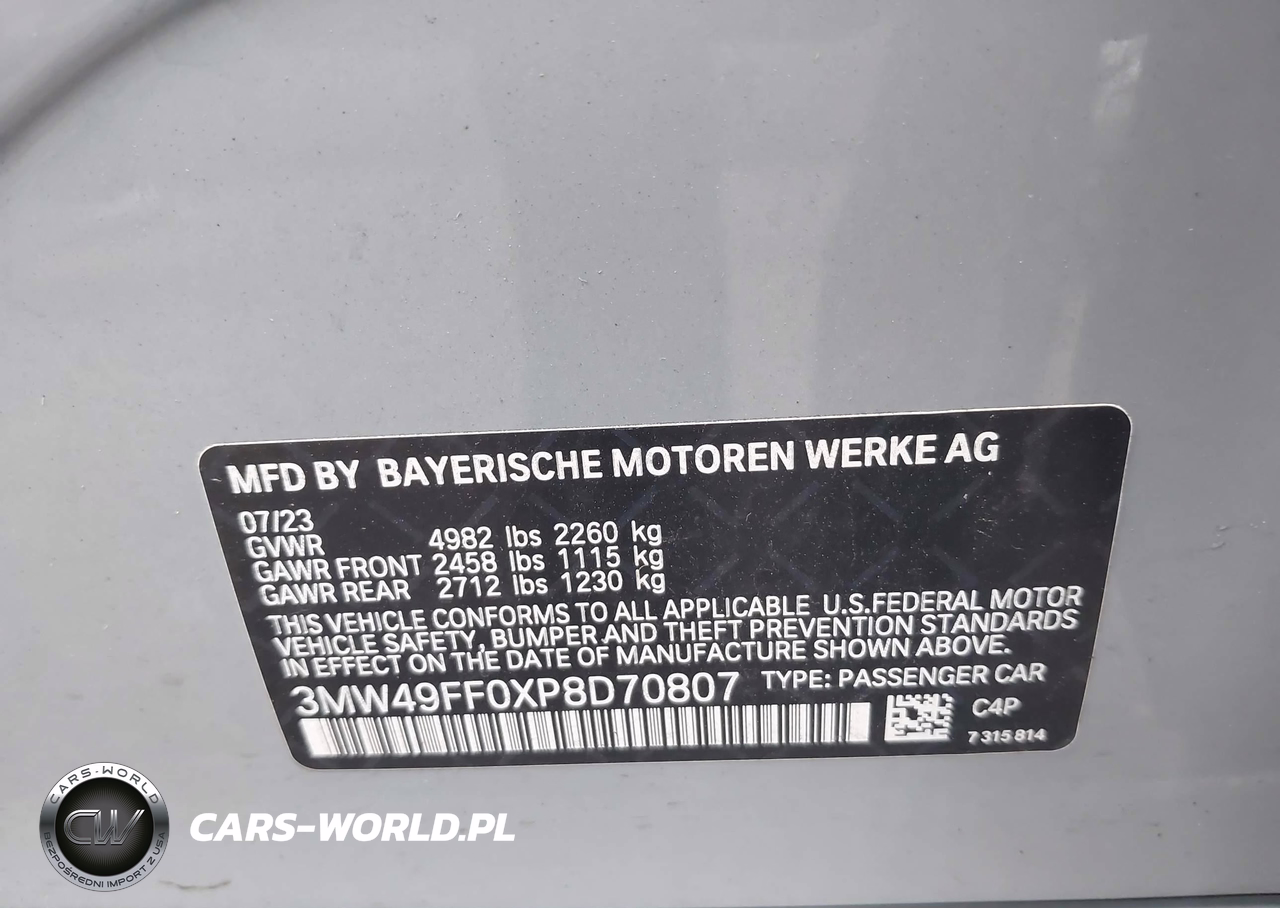 MFD BY BAYERISCHE MOTOREN WERKE AG
07/23
GVWR 4982 lbs 2260 kg
GAWR FRONT 2458 lbs 1115 kg
GAWR REAR 2712 lbs 1230 kg
THIS VEHICLE CONFORMS TO ALL APPLICABLE U.S.FEDERAL MOTOR
VEHICLE SAFETY, BUMPER AND THEFT PREVENTION STANDARDS
IN EFFECT ON THE DATE OF MANUFACTURE SHOWN ABOVE.
3MW49FF0XP8D70807 TYPE: PASSENGER CAR
C4P
7 315 814
CARS-WORLD
CW
BEZPOŚREDNI IMPORT Z USA
CARS-WORLD.PL